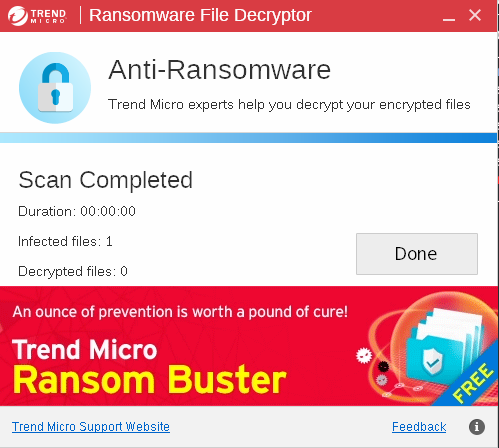 TREND MICRO | Ransomware File Decryptor
Anti-Ransomware
Trend Micro experts help you decrypt your encrypted files
Scan Completed
Duration: 00:00:00
Infected files: 1
Decrypted files: 0
Done
An ounce of prevention is worth a pound of cure!
Trend Micro
Ransom Buster
FREE
Trend Micro Support Website
Feedback